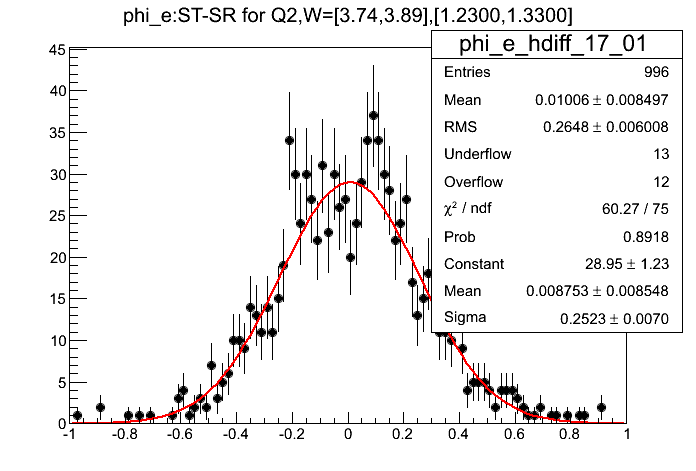 phi_e:ST-SR for Q2,W=[3.74,3.89],[1.2300,1.3300]
phi_e_hdiff_17_01
Entries 996
Mean 0.01006 ± 0.008497
RMS 0.2648 ± 0.006008
Underflow 13
Overflow 12
χ² / ndf 60.27 / 75
Prob 0.8918
Constant 28.95 ± 1.23
Mean 0.008753 ± 0.008548
Sigma 0.2523 ± 0.0070
45
40
35
30
25
20
15
10
5
0
-1 -0.8 -0.6 -0.4 -0.2 0 0.2 0.4 0.6 0.8 1